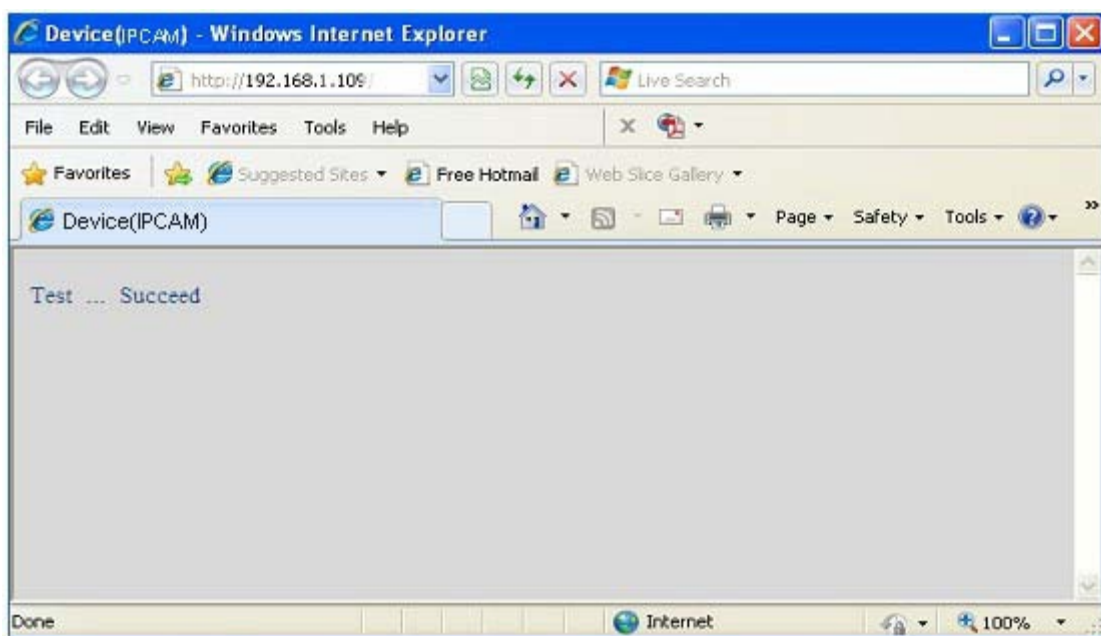 Device(IPCAM) - Windows Internet Explorer
http://192.168.1.109/ Live Search
File Edit View Favorites Tools Help
Favorites Suggested Sites Free Hotmail Web Slice Gallery
Device(IPCAM) Page Safety Tools
Test ... Succeed
Done Internet 100%